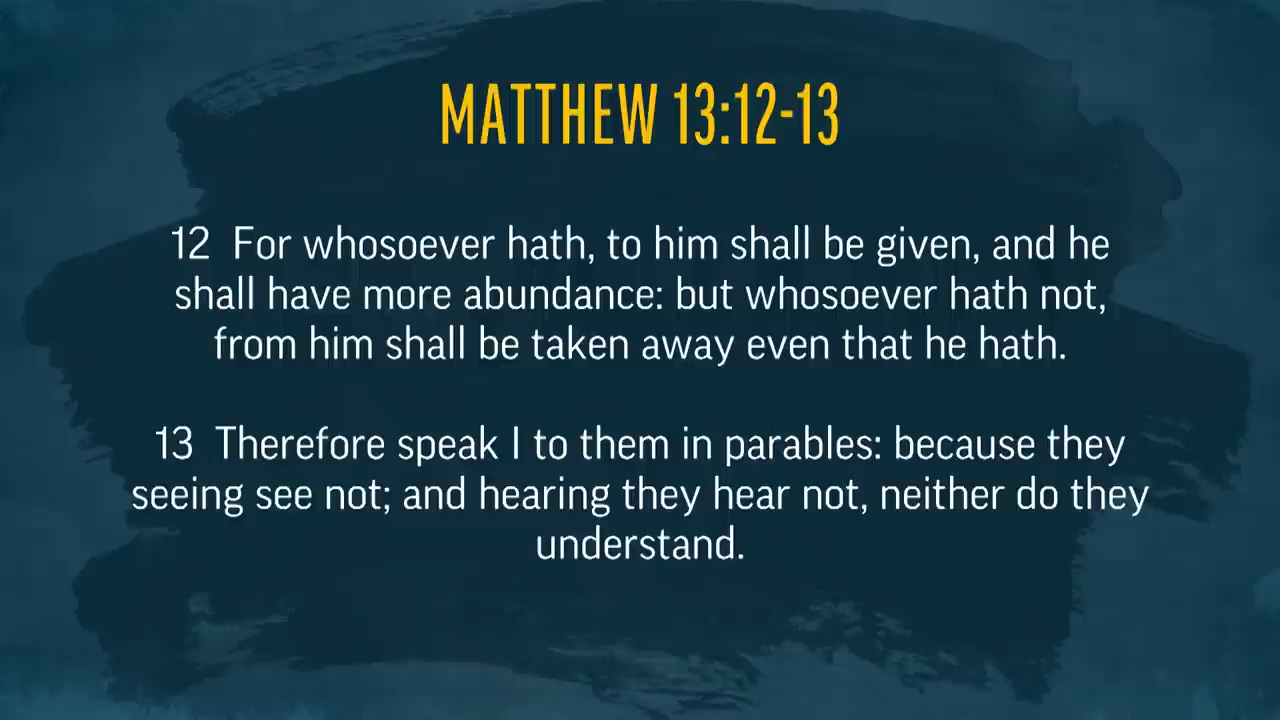 MATTHEW 13:12-13
12 For whosoever hath, to him shall be given, and he
shall have more abundance: but whosoever hath not,
from him shall be taken away even that he hath.
13 Therefore speak I to them in parables: because they
seeing see not; and hearing they hear not, neither do they
understand.